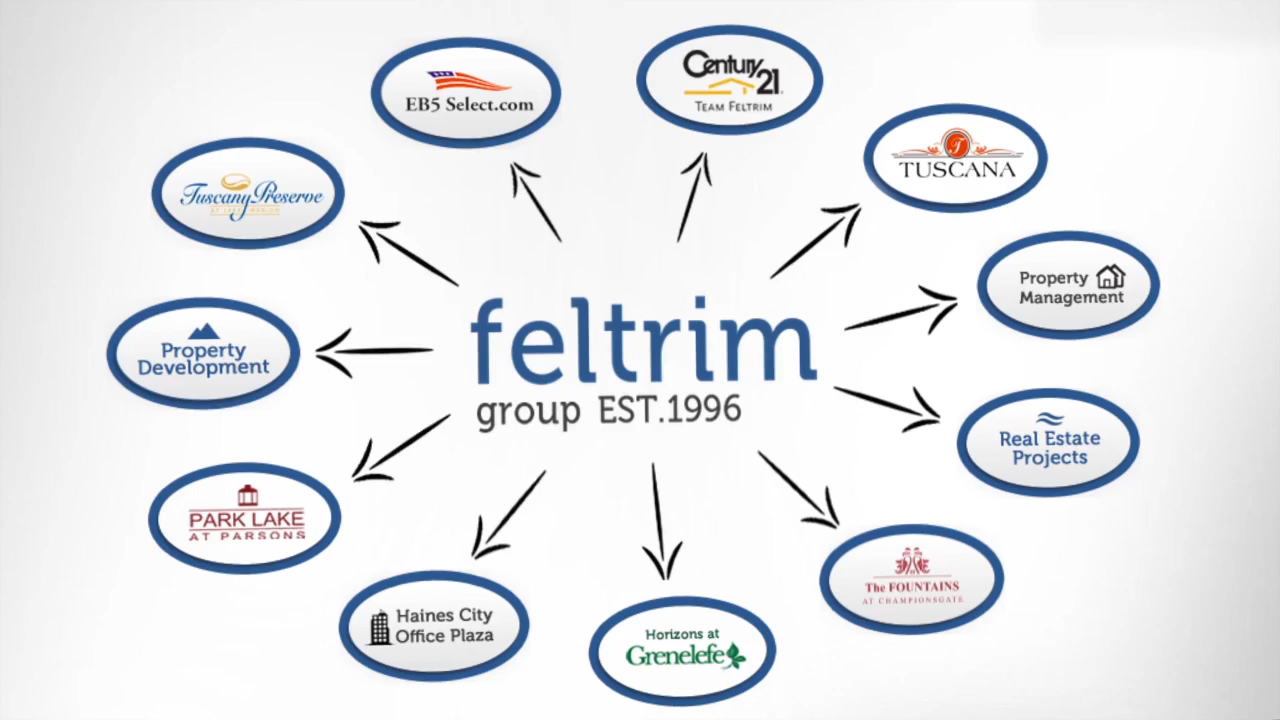 EB5 Select.com
Century 21
TEAM FELTRIM
TUSCANA
Tuscany Preserve
Property
Management
Property
Development
feltrim
group EST.1996
Real Estate
Projects
PARK LAKE
AT PARSONS
The FOUNTAINS
AT CHAMPIONSGATE
Haines City
Office Plaza
Horizons at
Grenelefe